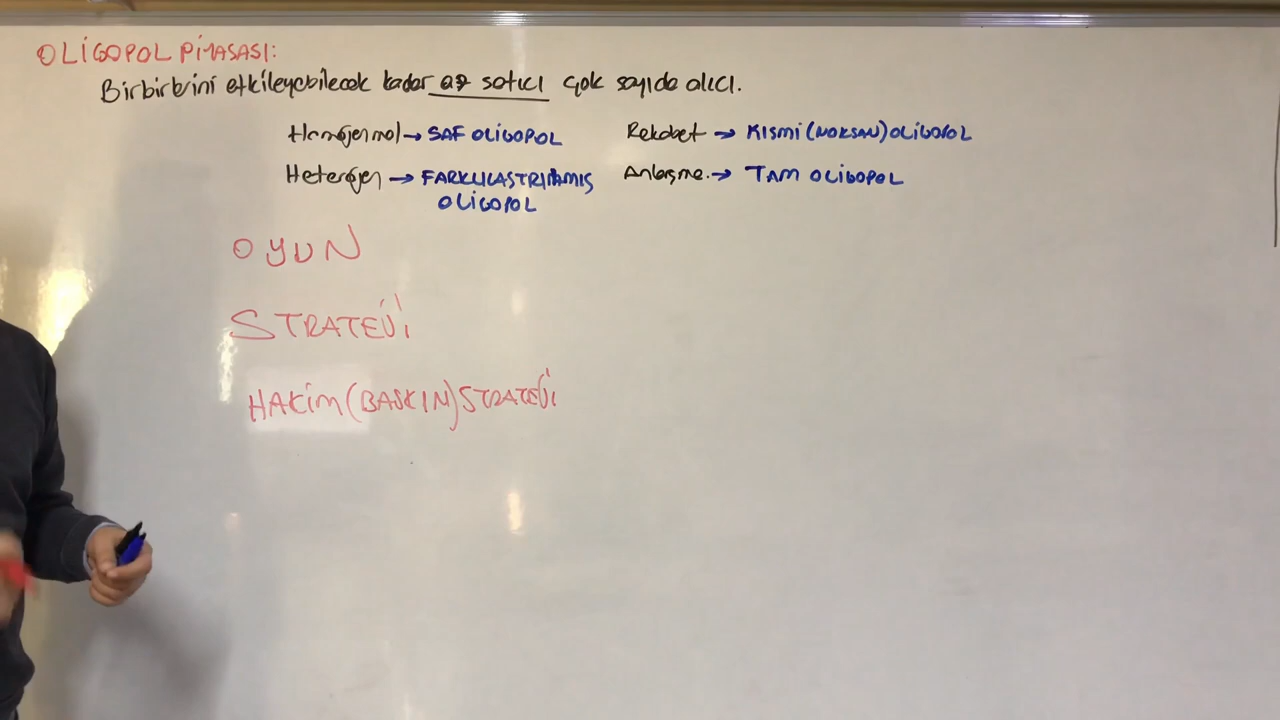 OLİGOPOL PİYASASI:
Birbirlerini etkileyebilecek kadar az satıcı çok sayıda alıcı.
Homojen mal → SAF OLİGOPOL Rekabet → KISMİ (NOKSAN) OLİGOPOL
Heterojen → FARKLILAŞTIRILMIŞ Anlaşma. → TAM OLİGOPOL
OLİGOPOL
OYUN
STRATEJİ
HAKİM (BASKIN) STRATEJİ